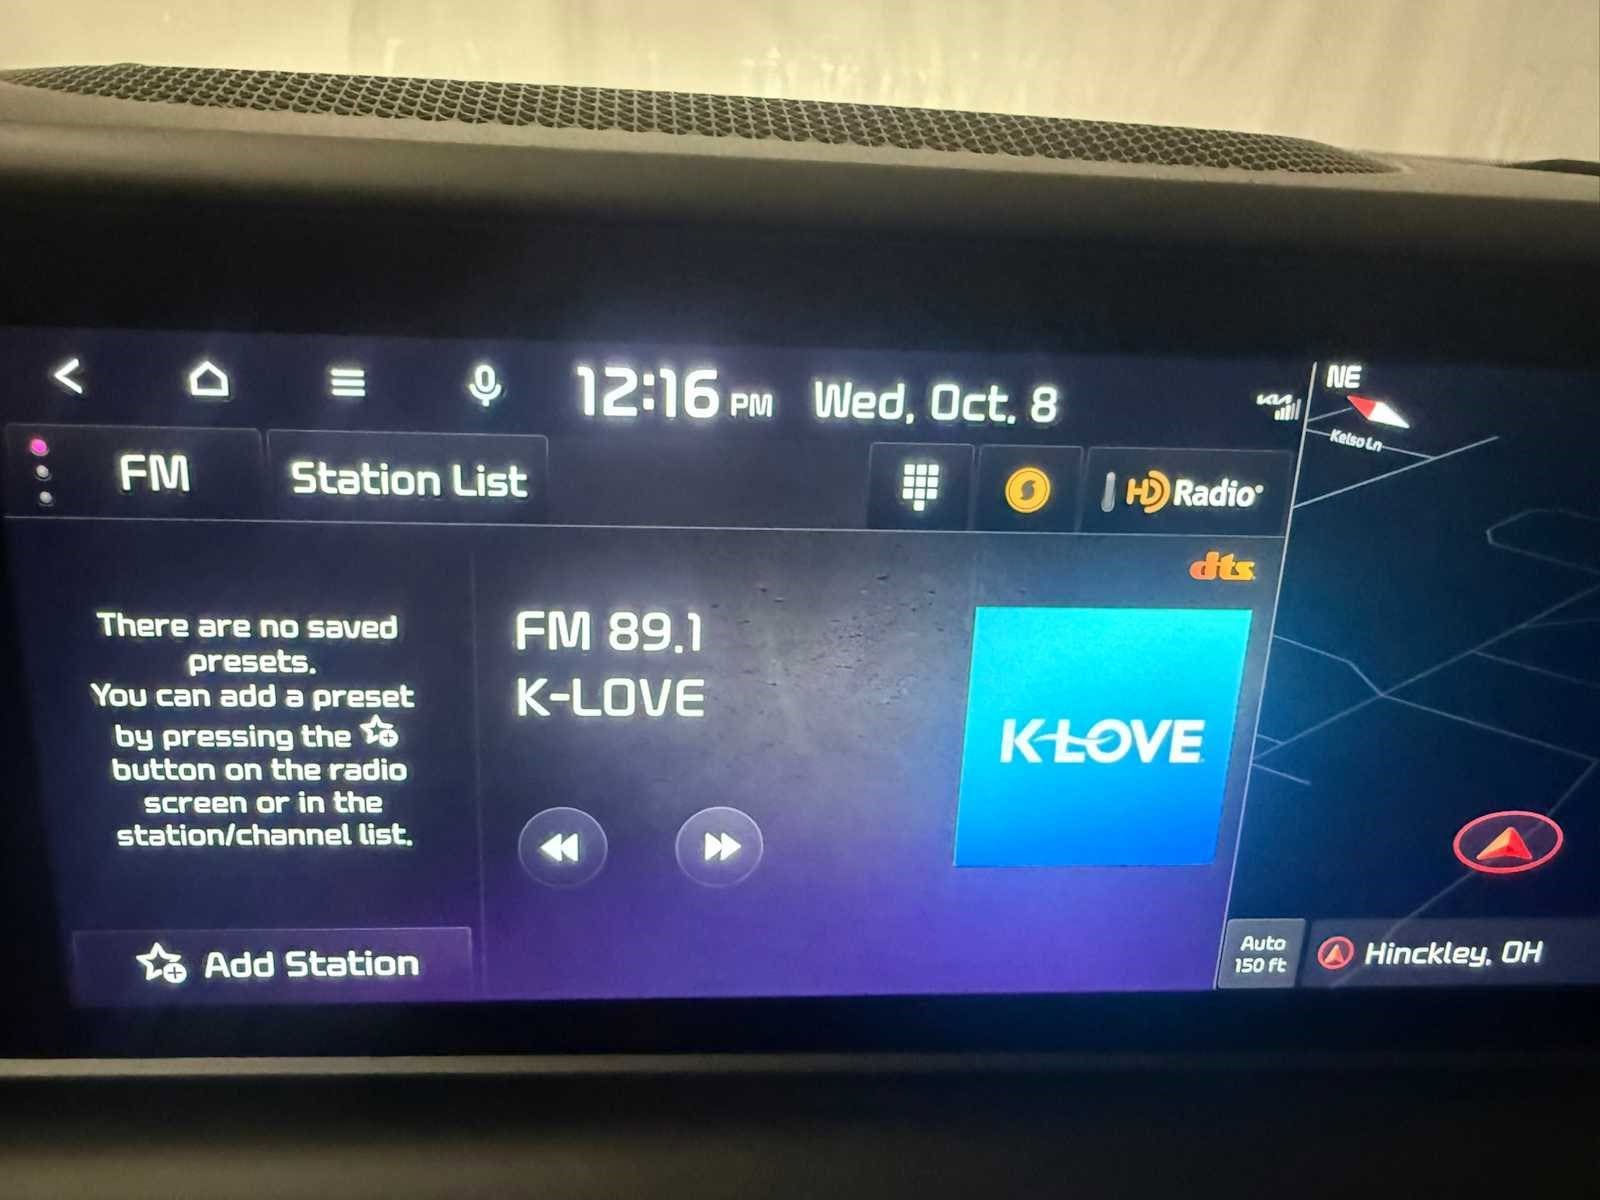 12:16 PM Wed, Oct. 8
KIA
NE
Kelso Ln
FM
Station List
HD Radio®
dts
There are no saved
presets.
You can add a preset
by pressing the
button on the radio
screen or in the
station/channel list.
Add Station
FM 89.1
K-LOVE
K-LOVE
Auto
150 ft
Hinckley, OH